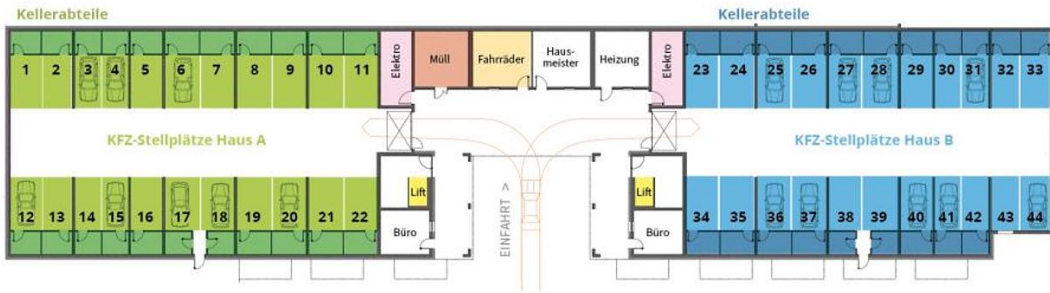 Kellerabteile Kellerabteile
1 2 3 4 5 6 7 8 9 10 11 Elektro Müll Fahrräder Haus- Heizung Elektro 23 24 25 26 27 28 29 30 31 32 33
meister
KFZ-Stellplätze Haus A KFZ-Stellplätze Haus B
12 13 14 15 16 17 18 19 20 21 22 Lift EINFAHRT > Lift 34 35 36 37 38 39 40 41 42 43 44
Büro Büro